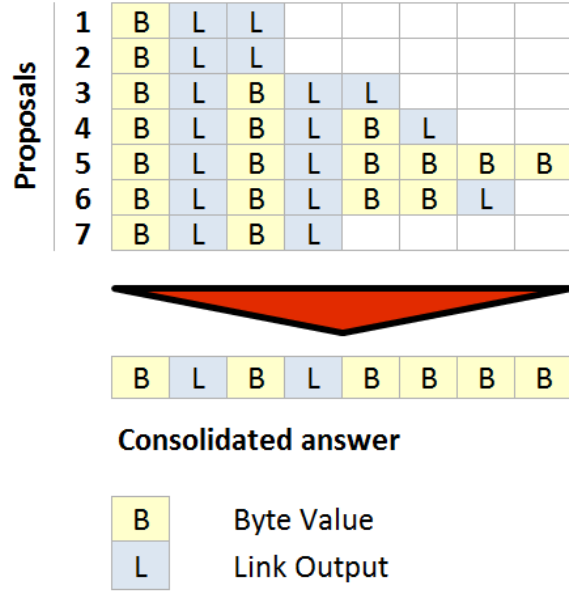 Proposals
1 B L L
2 B L L
3 B L B L L
4 B L B L B L
5 B L B L B B B B
6 B L B L B B L
7 B L B L
B L B L B B B B
Consolidated answer
B Byte Value
L Link Output